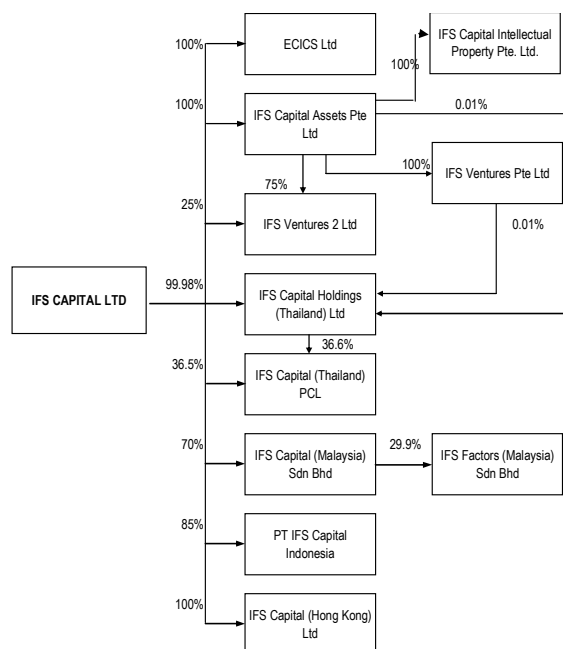 100%
ECICS Ltd
IFS Capital Intellectual
Property Pte. Ltd.
100%
100%
IFS Capital Assets Pte
Ltd
0.01%
100%
IFS Ventures Pte Ltd
75%
25%
IFS Ventures 2 Ltd
0.01%
IFS CAPITAL LTD
99.98%
IFS Capital Holdings
(Thailand) Ltd
36.6%
36.5%
IFS Capital (Thailand)
PCL
70%
IFS Capital (Malaysia)
Sdn Bhd
29.9%
IFS Factors (Malaysia)
Sdn Bhd
85%
PT IFS Capital
Indonesia
100%
IFS Capital (Hong Kong)
Ltd